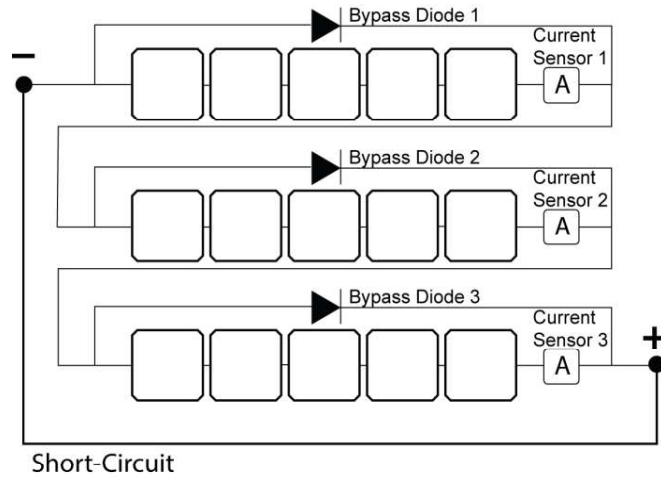 Bypass Diode 1
Current
Sensor 1
−
A
Bypass Diode 2
Current
Sensor 2
A
Bypass Diode 3
Current
Sensor 3
+
A
Short-Circuit